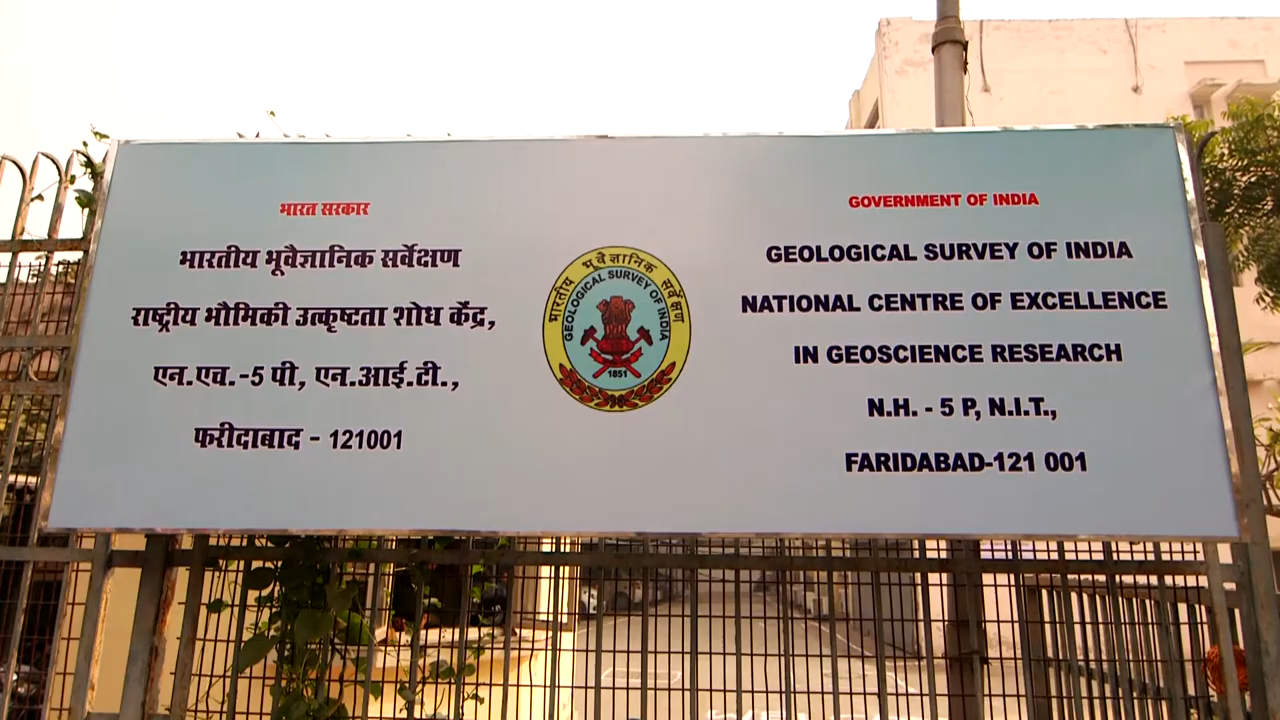 भारत सरकार
भारतीय भूवैज्ञानिक सर्वेक्षण
राष्ट्रीय भौमिकी उत्कृष्टता शोध केंद्र,
एन.एच.-5 पी, एन.आई.टी.,
फरीदाबाद - 121001
भारतीय भूवैज्ञानिक सर्वेक्षण
GEOLOGICAL SURVEY OF INDIA
1851
GOVERNMENT OF INDIA
GEOLOGICAL SURVEY OF INDIA
NATIONAL CENTRE OF EXCELLENCE
IN GEOSCIENCE RESEARCH
N.H. - 5 P, N.I.T.,
FARIDABAD-121 001